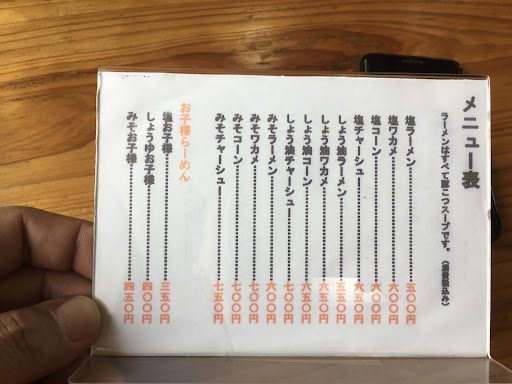 メニュー表
ラーメンはすべて豚こつスープです。（消費税込み）
塩ラーメン……………五〇〇円
塩ワカメ……………六〇〇円
塩コーン……………六〇〇円
塩チャーシュー……………六五〇円
しょう油ラーメン……………五五〇円
しょう油ワカメ……………六五〇円
しょう油コーン……………六五〇円
しょう油チャーシュー……………七〇〇円
みそラーメン……………六〇〇円
みそワカメ……………七〇〇円
みそコーン……………七〇〇円
みそチャーシュー……………七五〇円
お子様らーめん
塩お子様……………三五〇円
しょうゆお子様……………四〇〇円
みそお子様……………四五〇円